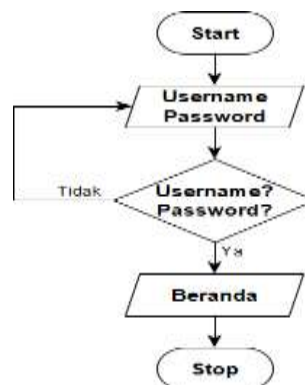 Start
Username
Password
Tidak
Username?
Password?
Ya
Beranda
Stop